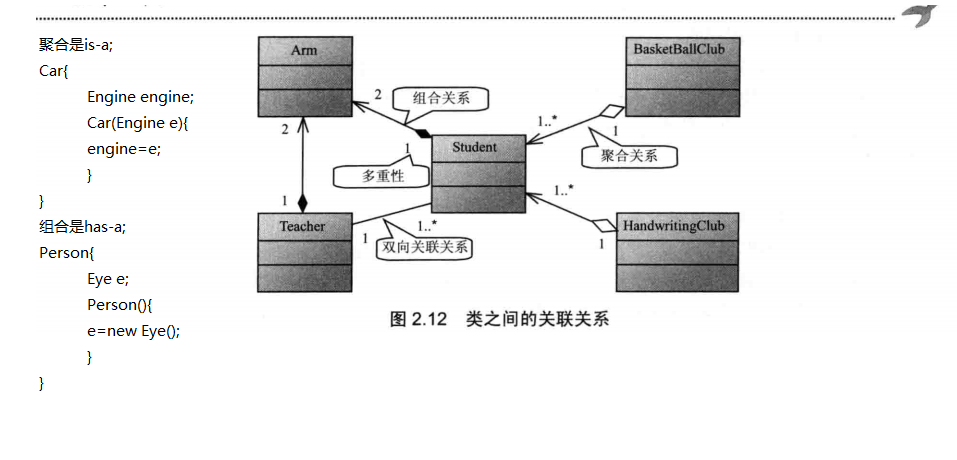 聚合是is-a;
Car{
Engine engine;
Car(Engine e){
engine=e;
}
}
组合是has-a;
Person{
Eye e;
Person(){
e=new Eye();
}
}
Arm
BasketBallClub
2
组合关系
1..*
1
2
1
Student
聚合关系
多重性
1..*
1
Teacher
1
1..*
双向关联关系
HandwritingClub
1
图 2.12 类之间的关联关系